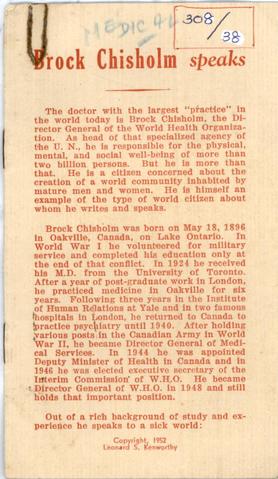 MEDICAL
308/38
Brock Chisholm speaks
The doctor with the largest "practice" in
the world today is Brock Chisholm, the Di-
rector General of the World Health Organiza-
tion. As head of that specialized agency of
the U. N., he is responsible for the physical,
mental, and social well-being of more than
two billion persons. But he is more than
that. He is a citizen concerned about the
creation of a world community inhabited by
mature men and women. He is himself an
example of the type of world citizen about
whom he writes and speaks.
Brock Chisholm was born on May 18, 1896
in Oakville, Canada, on Lake Ontario. In
World War I he volunteered for military
service and completed his education only at
the end of that conflict. In 1924 he received
his M.D. from the University of Toronto.
After a year of post-graduate work in London,
he practiced medicine in Oakville for six
years. Following three years in the Institute
of Human Relations at Yale and in two famous
hospitals in London, he returned to Canada to
practice psychiatry until 1940. After holding
various posts in the Canadian Army in World
War II, he became Director General of Medi-
cal Services. In 1944 he was appointed
Deputy Minister of Health in Canada and in
1946 he was elected executive secretary of the
Interim Commission of W.H.O. He became
Director General of W.H.O. in 1948 and still
holds that important position.
Out of a rich background of study and ex-
perience he speaks to a sick world:
Copyright, 1952
Leonard S. Kenworthy